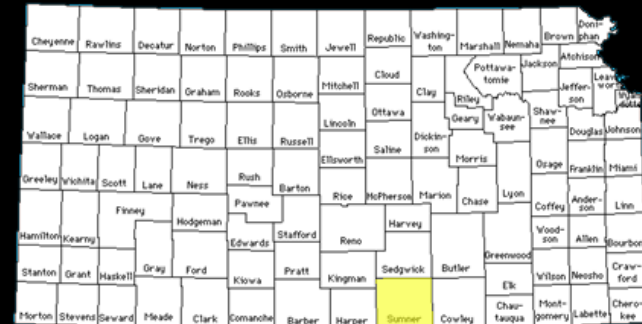 Cheyenne Rawlins Decatur Norton Phillips Smith Jewell Republic Washing-
ton Marshall Nemaha Brown Doni-
phan
Atchison
Sherman Thomas Sheridan Graham Rooks Osborne Mitchell Cloud Clay Pottawa-
tomie Jackson Jeffer-
son Leav
wor
Riley
Wallace Logan Gove Trego Ellis Russell Lincoln Ottawa Dickin-
son Geary Wabaun-
see Shaw-
nee Douglas Johnson
Ellsworth Saline Morris Osage Franklin Miami
Greeley Wichita Scott Lane Ness Rush Barton Rice McPherson Marion Chase Lyon Coffey Ander-
son Linn
Pawnee
Finney Hodgeman Stafford Reno Harvey
Hamilton Kearny Edwards Greenwood Wood-
son Allen Bourbon
Stanton Grant Haskell Gray Ford Kiowa Pratt Kingman Sedgwick Butler Elk Wilson Neosho Craw-
ford
Morton Stevens Seward Meade Clark Comanche Barber Harper Sumner Cowley Chau-
tauqua Mont-
gomery Labette Chero-
kee